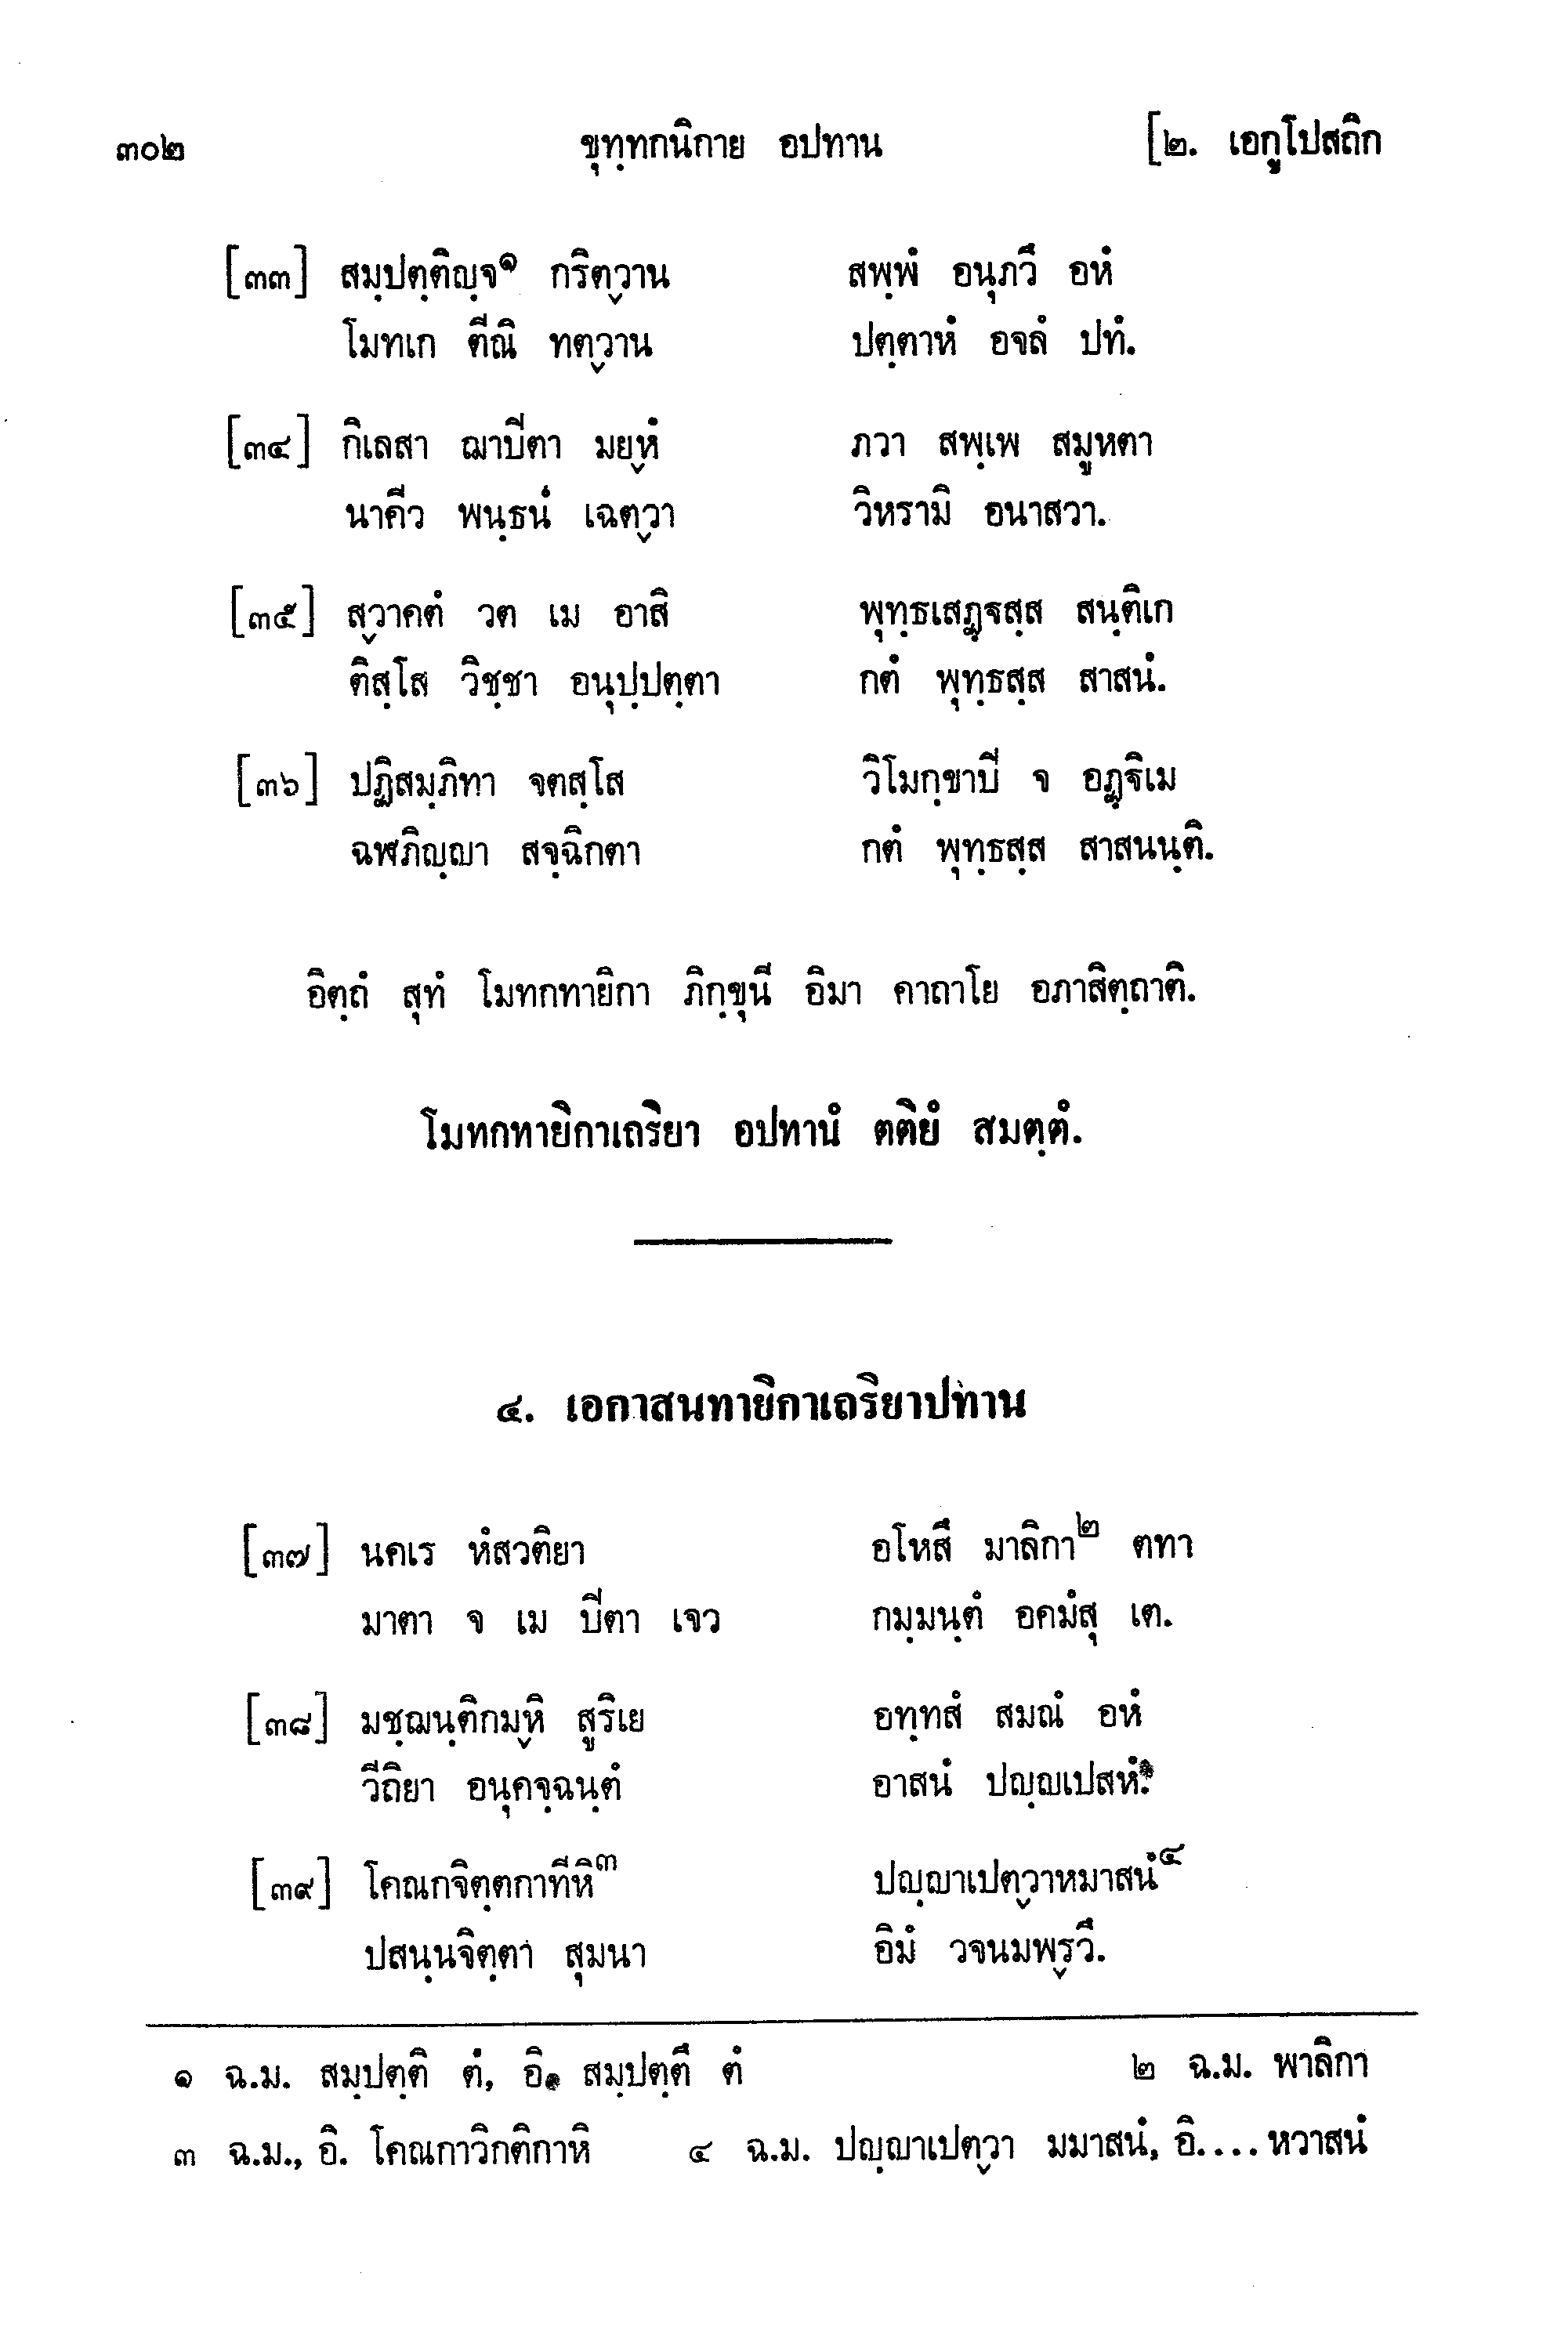 ๓๐๒ ขุทฺทกนิกาย อปทาน [๒. เอกูโปสถิก
[๓๓] สมฺปตฺติญฺจ๑ กริตฺวาน สพฺพํ อนุภวึ อหํ
โมทเก ตีณิ ทตฺวาน ปตฺตาหํ อจลํ ปทํ.
[๓๔] กิเลสา ฌาปีตา มยฺหํ ภวา สพฺเพ สมูหตา
นาคีว พนฺธนํ เฉตฺวา วิหรามิ อนาสวา.
[๓๕] สฺวาคตํ วต เม อาสิ พุทฺธเสฏฺฐสฺส สนฺติเก
ติสฺโส วิชฺชา อนุปฺปตฺตา กตํ พุทฺธสฺส สาสนํ.
[๓๖] ปฏิสมฺภิทา จตสฺโส วิโมกฺขาปี จ อฏฺฐิเม
ฉฬภิญฺญา สจฺฉิกตา กตํ พุทฺธสฺส สาสนนฺติ.
อิตฺถํ สุทํ โมทกทายิกา ภิกฺขุนี อิมา คาถาโย อภาสิตฺถาติ.
โมทกทายิกาเถริยา อปทานํ ตติยํ สมตฺตํ.
๔. เอกาสนทายิกาเถริยาปทาน
[๓๗] นคเร หํสวติยา อโหสึ มาลิกา๒ ตทา
มาตา จ เม ปีตา เจว กมฺมนฺตํ อคมํสุ เต.
[๓๘] มชฺฌนฺติกมฺหิ สูริเย อทฺทสํ สมณํ อหํ
วีถิยา อนุคจฺฉนฺตํ อาสนํ ปญฺญเปสหํ.
[๓๙] โคณกจิตฺตกาทีหิ๓ ปญฺญาเปตฺวาหมาสนํ๔
ปสนฺนจิตฺตา สุมนา อิมํ วจนมพฺรวึ.
๑ ฉ.ม. สมฺปตฺติ ตํ, อิ. สมฺปตฺตึ ตํ ๒ ฉ.ม. พาลิกา
๓ ฉ.ม., อิ. โคณกาวิกติกาหิ ๔ ฉ.ม. ปญฺญาเปตฺวา มมาสนํ, อิ....หวาสนํ